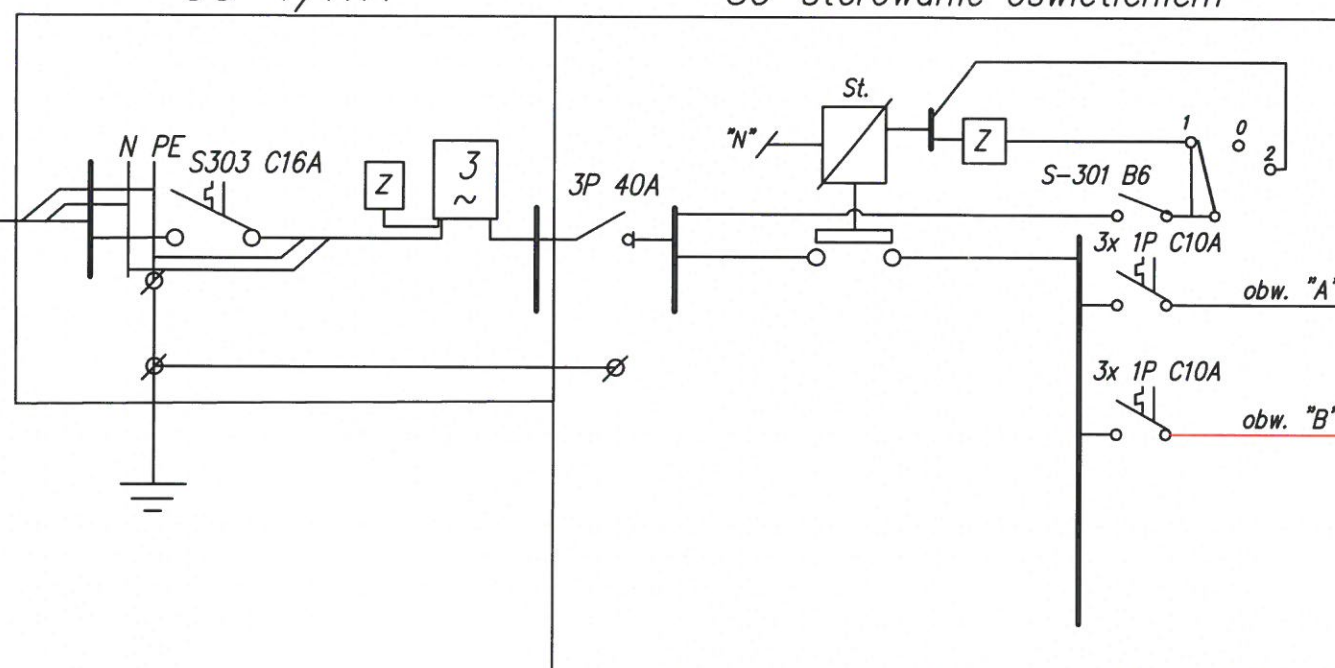 sterowanie oświetleniem
St.
"N"
Z
1
0
2
N PE
S303 C16A
Z
3
~
3P 40A
S-301 B6
3x 1P C10A
obw. "A"
3x 1P C10A
obw. "B"